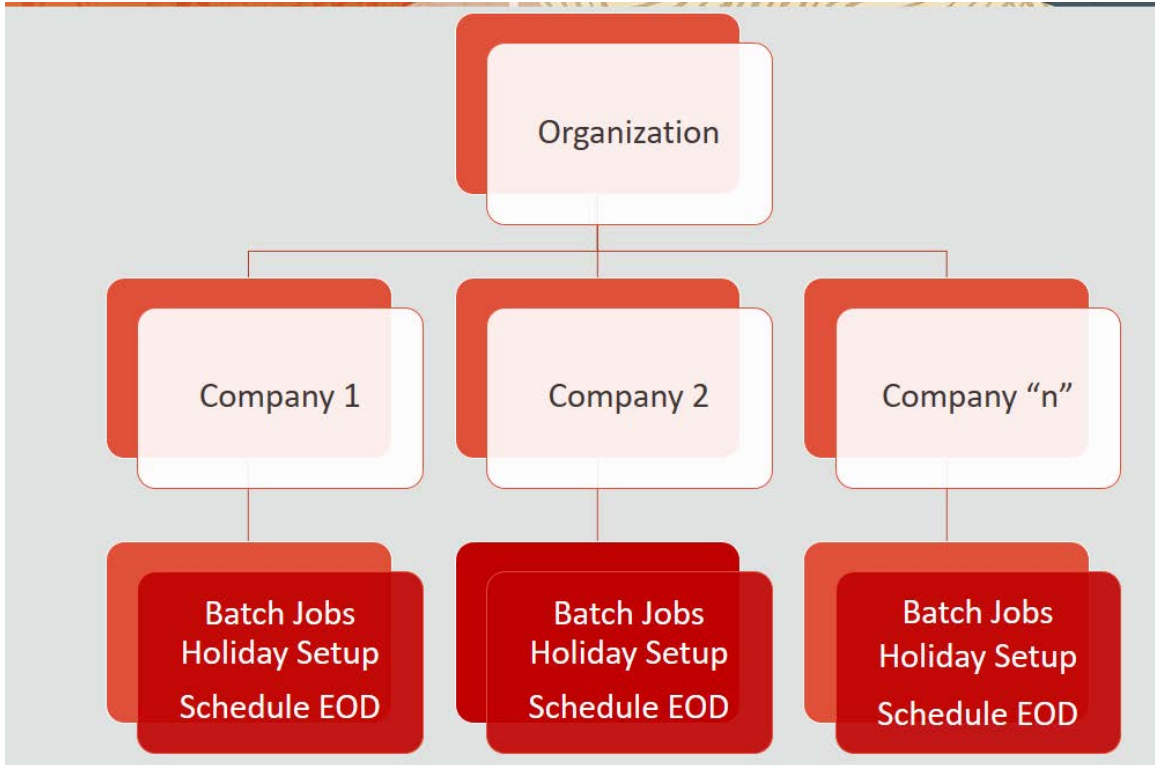 Organization
Company 1
Company 2
Company “n”
Batch Jobs
Holiday Setup
Schedule EOD
Batch Jobs
Holiday Setup
Schedule EOD
Batch Jobs
Holiday Setup
Schedule EOD